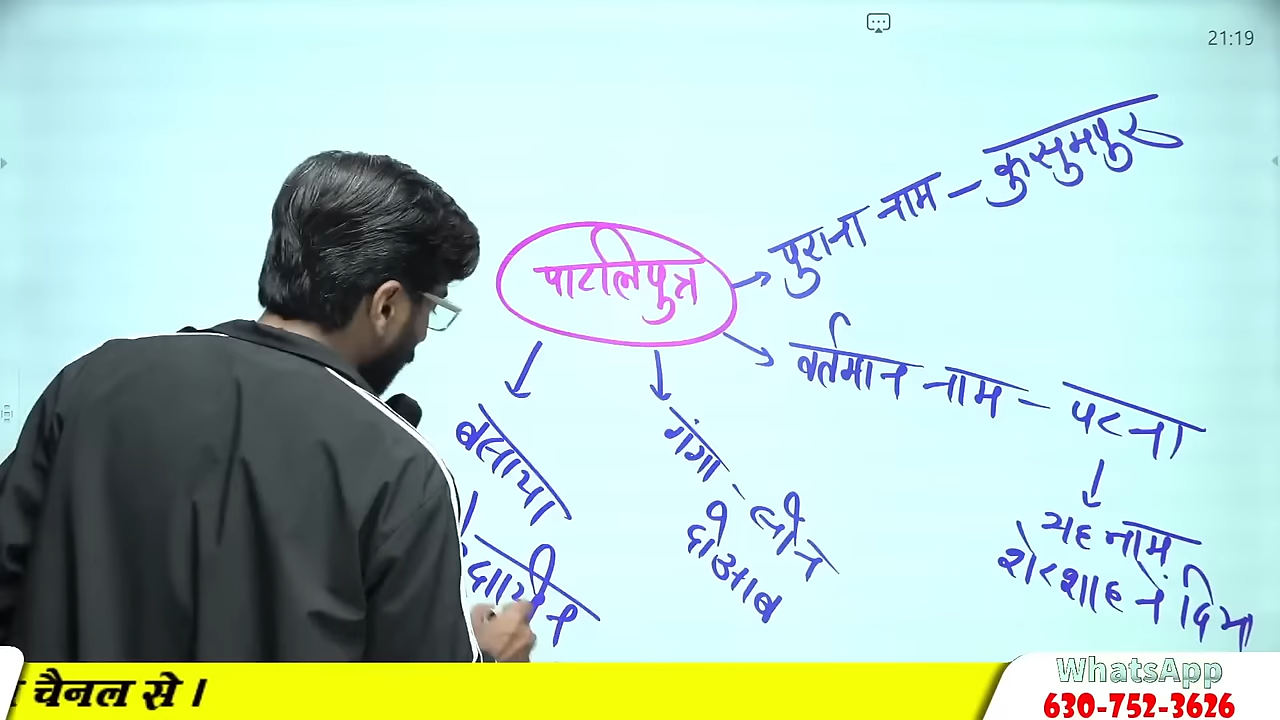 21:19
पुराना नाम - कुसुमपुर
पाटलिपुत्र
वर्तमान नाम - पटना
यह नाम
शेरशाह ने दिया
गंगा - सोन
दोआब
बसाया
दायीन
चैनल से ।
WhatsApp
630-752-3626